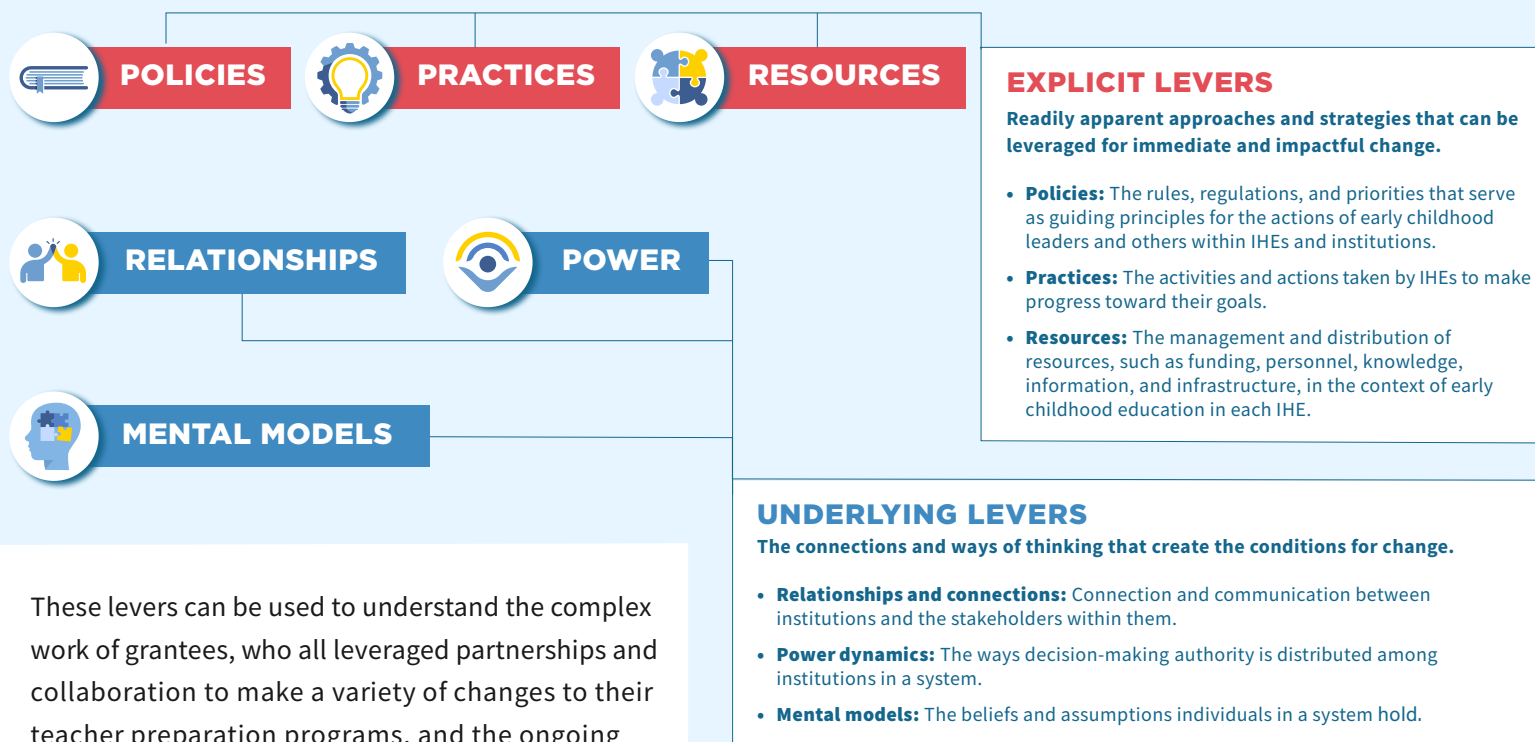 POLICIES
PRACTICES
RESOURCES
EXPLICIT LEVERS
Readily apparent approaches and strategies that can be
leveraged for immediate and impactful change.
• Policies: The rules, regulations, and priorities that serve
as guiding principles for the actions of early childhood
leaders and others within IHEs and institutions.
• Practices: The activities and actions taken by IHEs to make
progress toward their goals.
• Resources: The management and distribution of
resources, such as funding, personnel, knowledge,
information, and infrastructure, in the context of early
childhood education in each IHE.
RELATIONSHIPS
POWER
MENTAL MODELS
UNDERLYING LEVERS
The connections and ways of thinking that create the conditions for change.
• Relationships and connections: Connection and communication between
institutions and the stakeholders within them.
• Power dynamics: The ways decision-making authority is distributed among
institutions in a system.
• Mental models: The beliefs and assumptions individuals in a system hold.
These levers can be used to understand the complex
work of grantees, who all leveraged partnerships and
collaboration to make a variety of changes to their
teacher preparation programs, and the ongoing